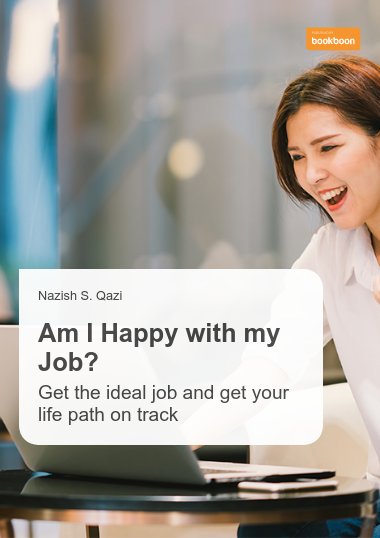 bookboon
Nazish S. Qazi
Am I Happy with my
Job?
Get the ideal job and get your
life path on track